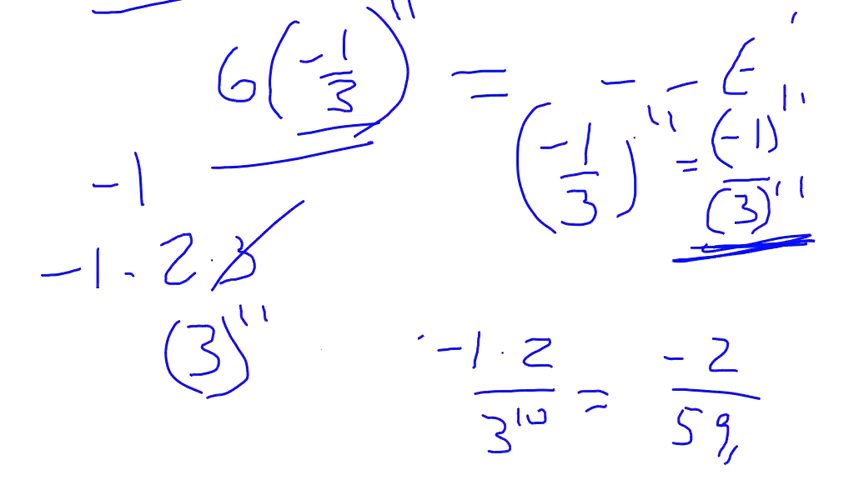 6(-1/3)^11 = - - (-
(-1/3)^11 = (-1)^11/(3)^11
-1
-1 · 2 · 3
(3)^11
-1 · 2/3^10 = -2/59,